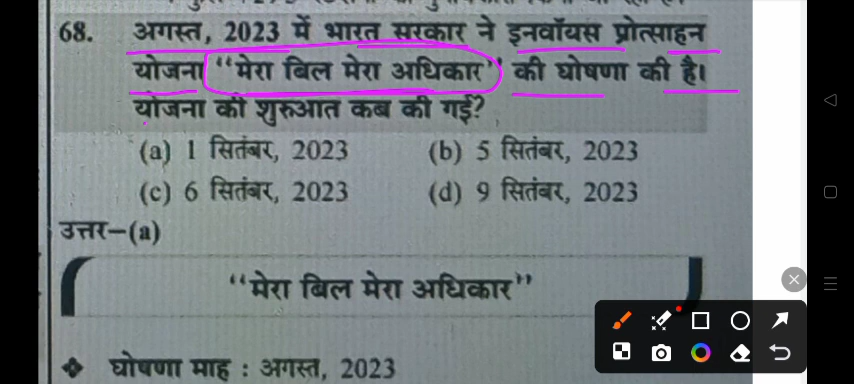 68. अगस्त, 2023 में भारत सरकार ने इनवॉयस प्रोत्साहन
योजना "मेरा बिल मेरा अधिकार" की घोषणा की है।
योजना की शुरुआत कब की गई?
(a) 1 सितंबर, 2023 (b) 5 सितंबर, 2023
(c) 6 सितंबर, 2023 (d) 9 सितंबर, 2023
उत्तर–(a)
"मेरा बिल मेरा अधिकार"
❖ घोषणा माह : अगस्त, 2023